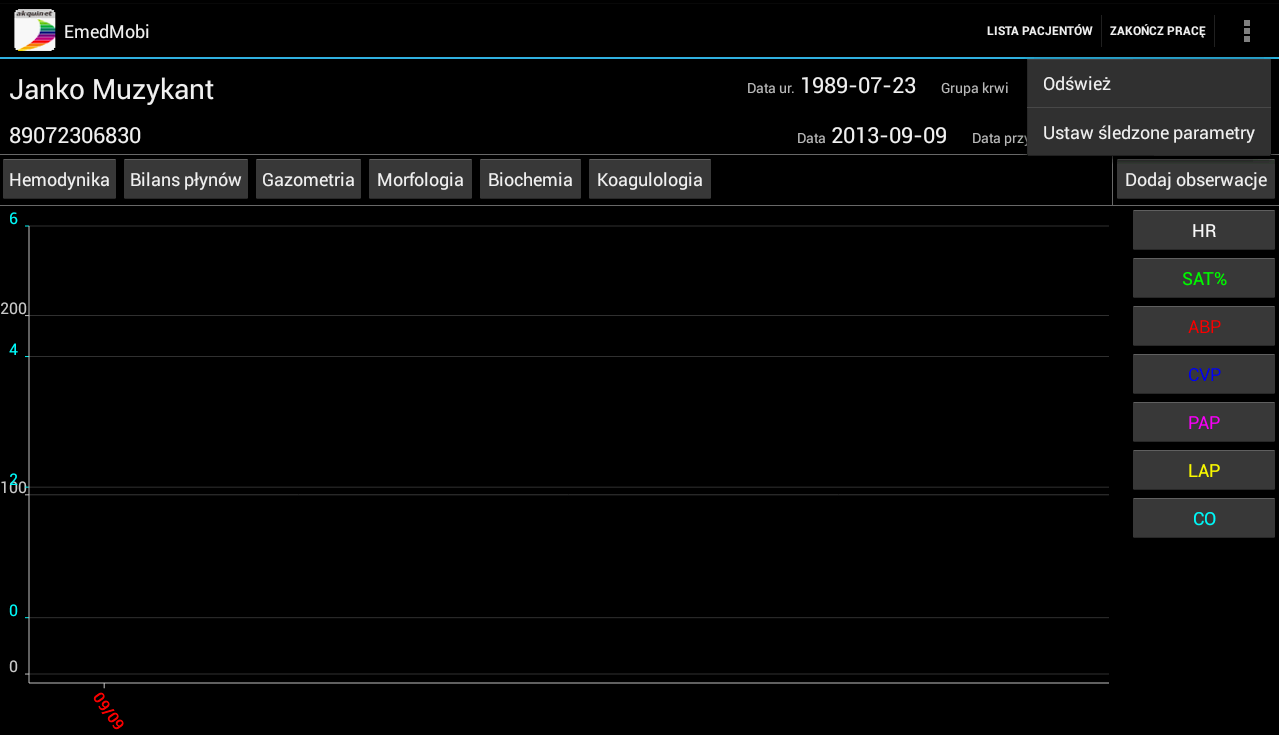 akquinet
EmedMobi
LISTA PACJENTÓW
ZAKOŃCZ PRACĘ
Janko Muzykant
Data ur. 1989-07-23
Grupa krwi
Odśwież
89072306830
Data 2013-09-09
Data przy
Ustaw śledzone parametry
Hemodynika
Bilans płynów
Gazometria
Morfologia
Biochemia
Koagulologia
Dodaj obserwacje
6
200
4
2
100
0
0
09/09
HR
SAT%
ABP
CVP
PAP
LAP
CO